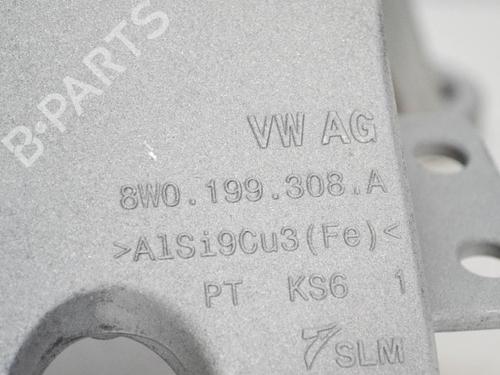 B-PARTS
VW AG
8W0.199.308.A
>AlSi9Cu3(Fe)<
PT KS6 1
SLM